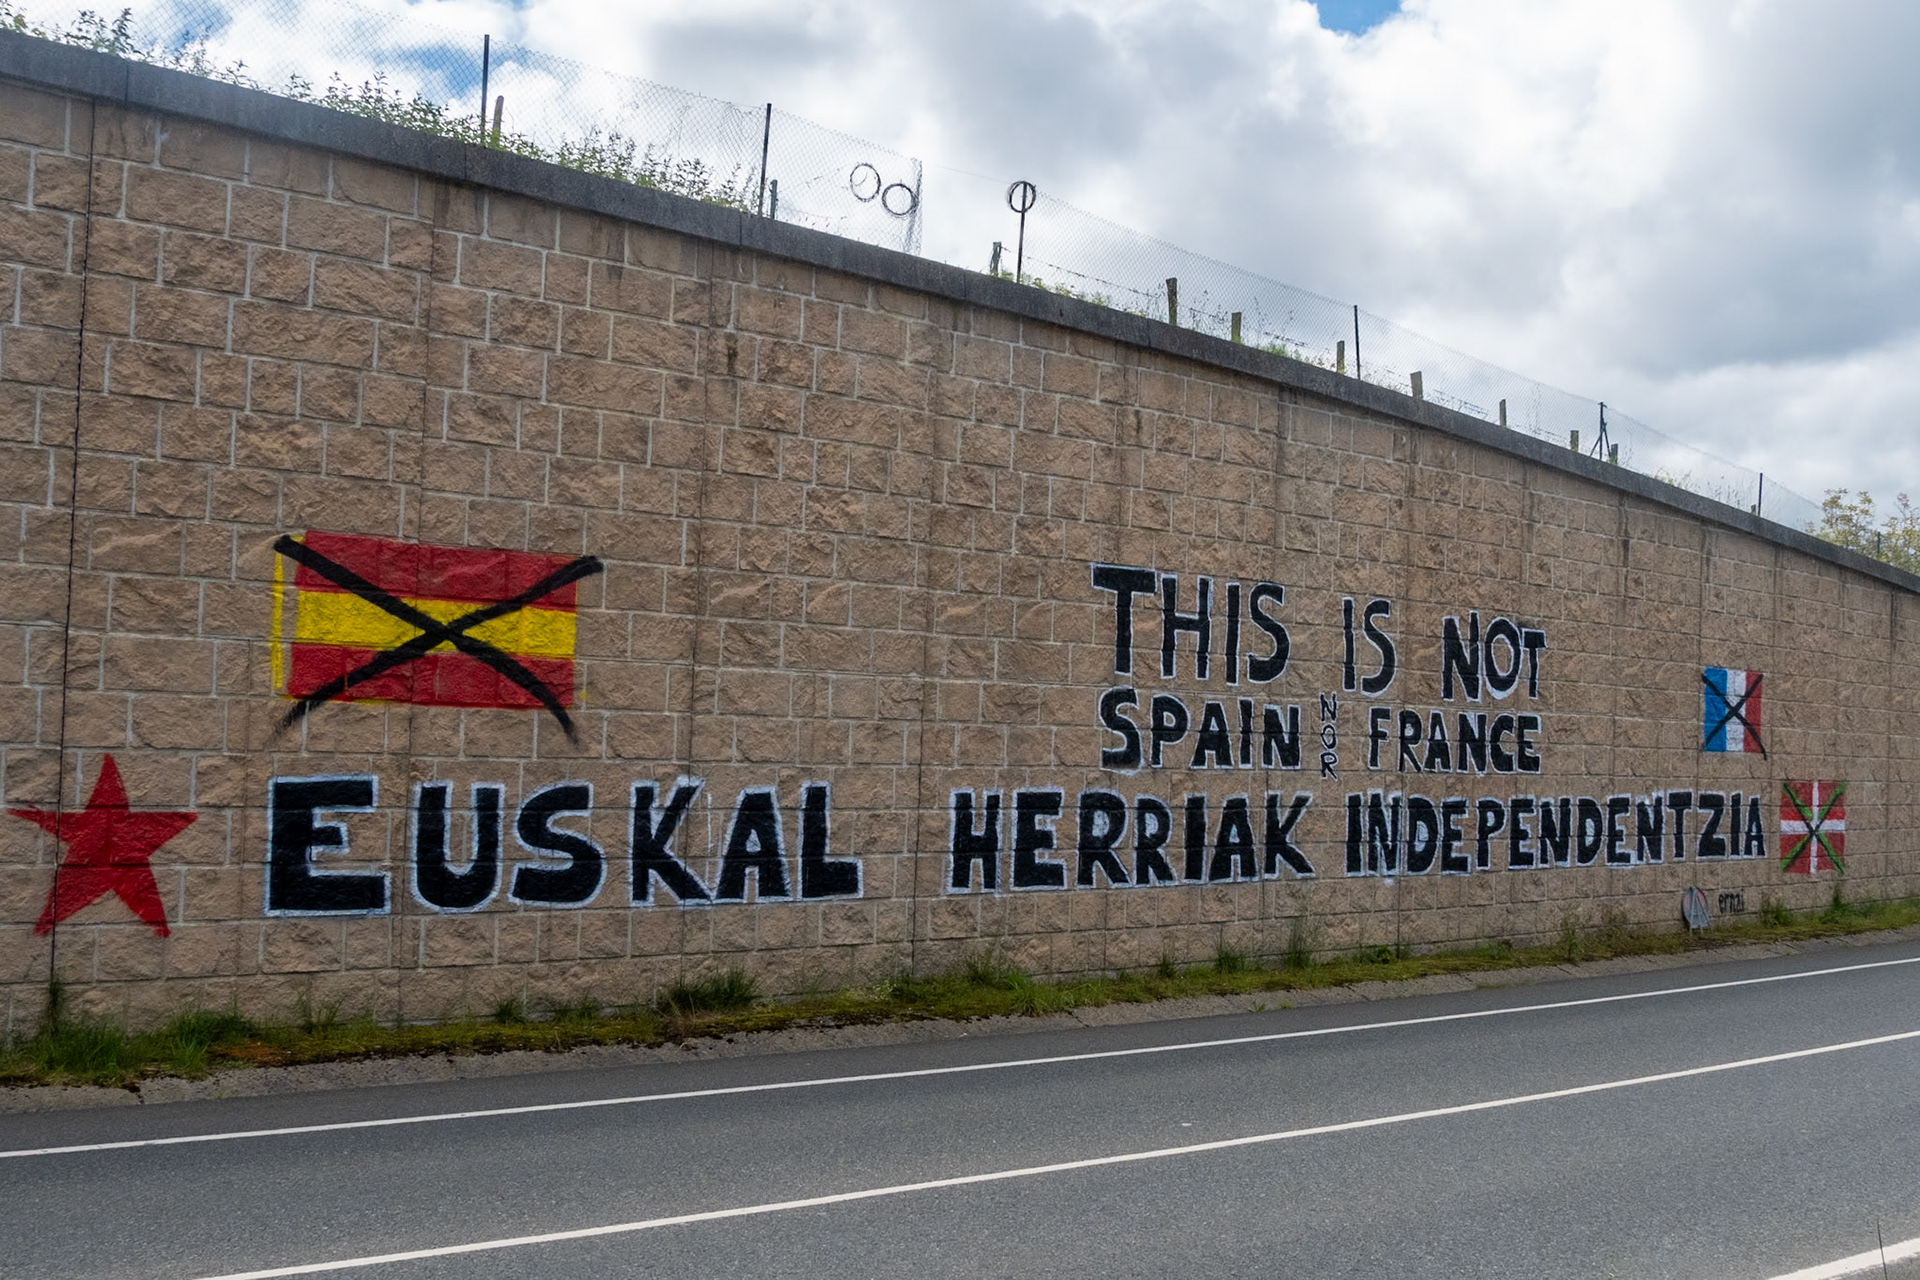 THIS IS NOT
SPAIN NOR FRANCE
EUSKAL HERRIAK INDEPENDENTZIA
ernai